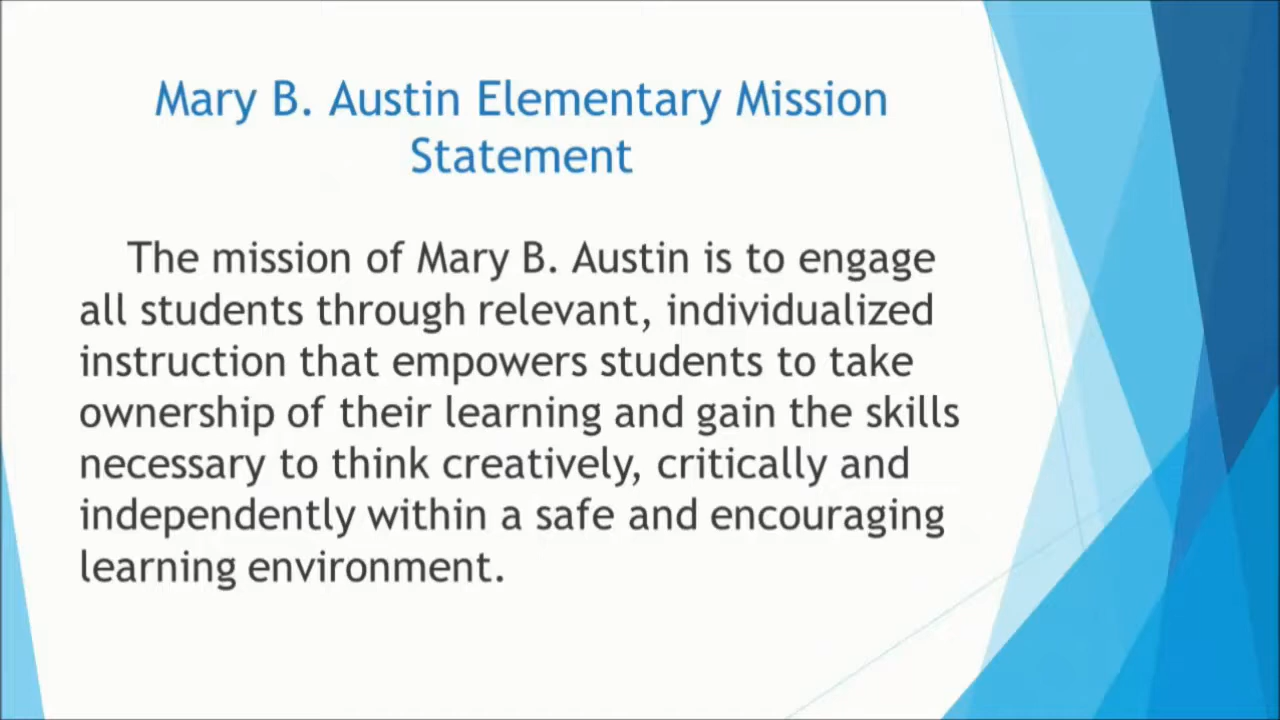 Mary B. Austin Elementary Mission
Statement
The mission of Mary B. Austin is to engage
all students through relevant, individualized
instruction that empowers students to take
ownership of their learning and gain the skills
necessary to think creatively, critically and
independently within a safe and encouraging
learning environment.